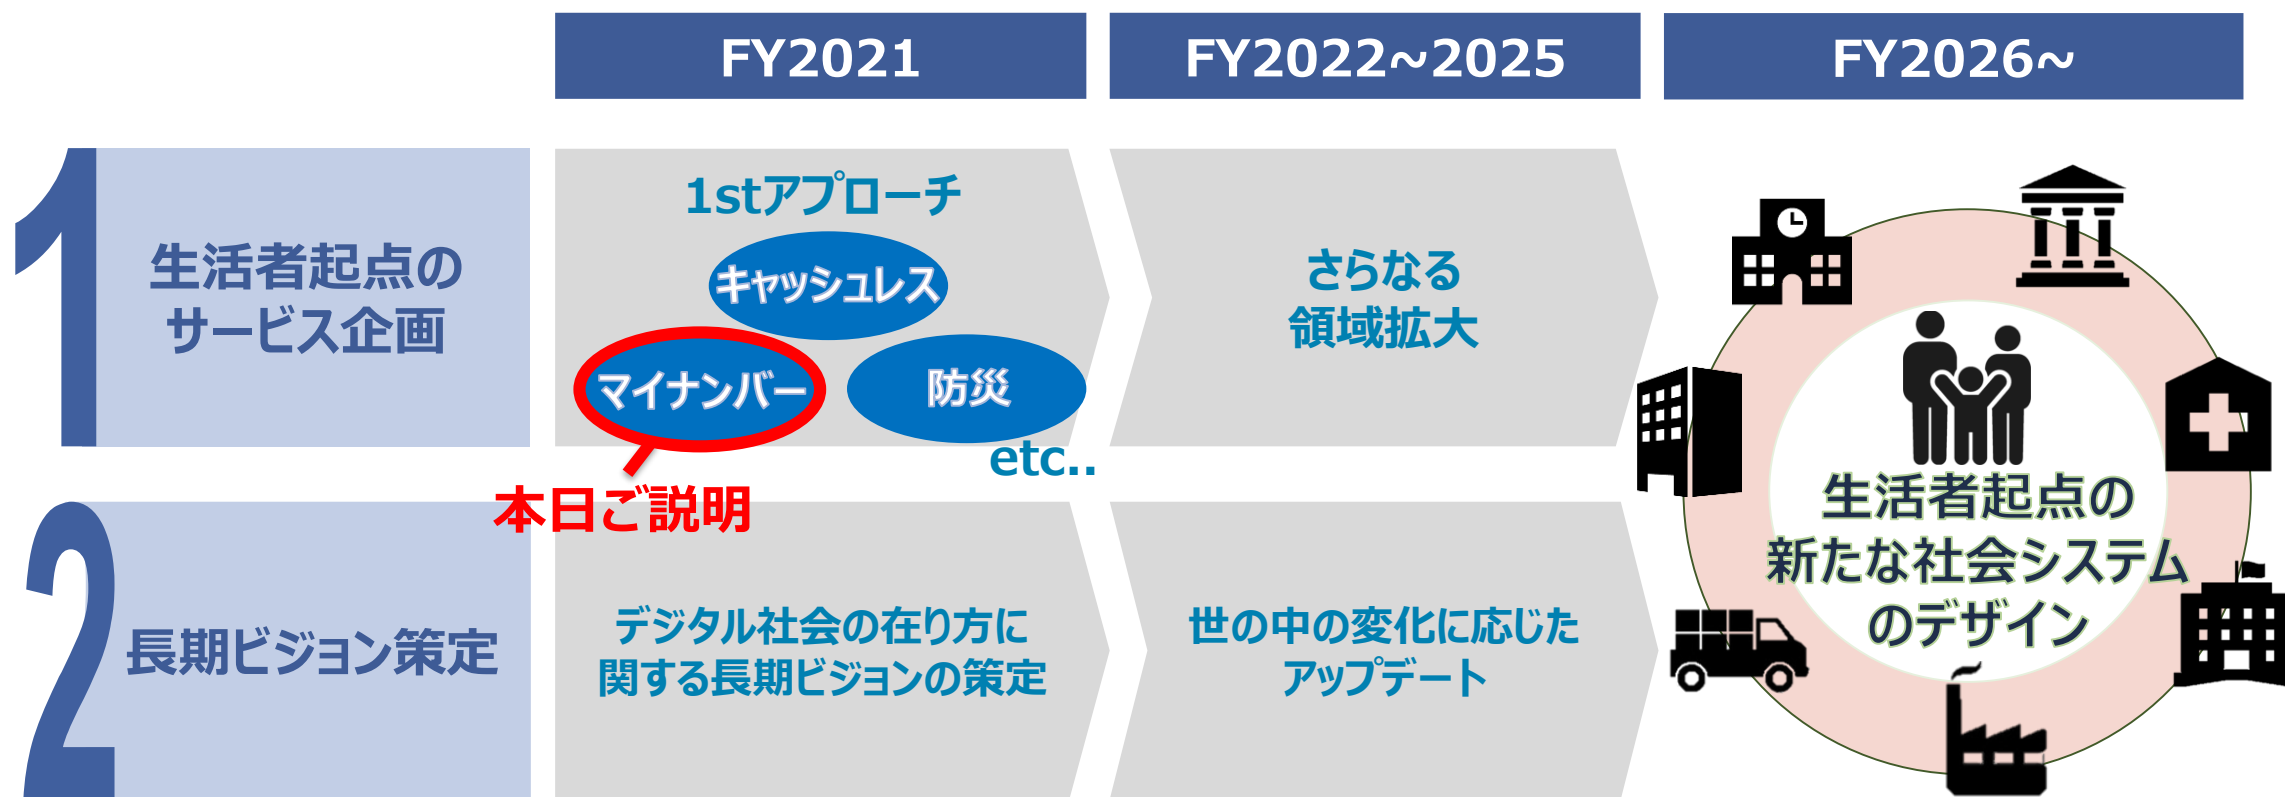 FY2021
FY2022~2025
FY2026~
1
生活者起点の
サービス企画
1stアプローチ
キャッシュレス
マイナンバー
防災
etc..
本日ご説明
さらなる
領域拡大
2
長期ビジョン策定
デジタル社会の在り方に
関する長期ビジョンの策定
世の中の変化に応じた
アップデート
生活者起点の
新たな社会システム
のデザイン